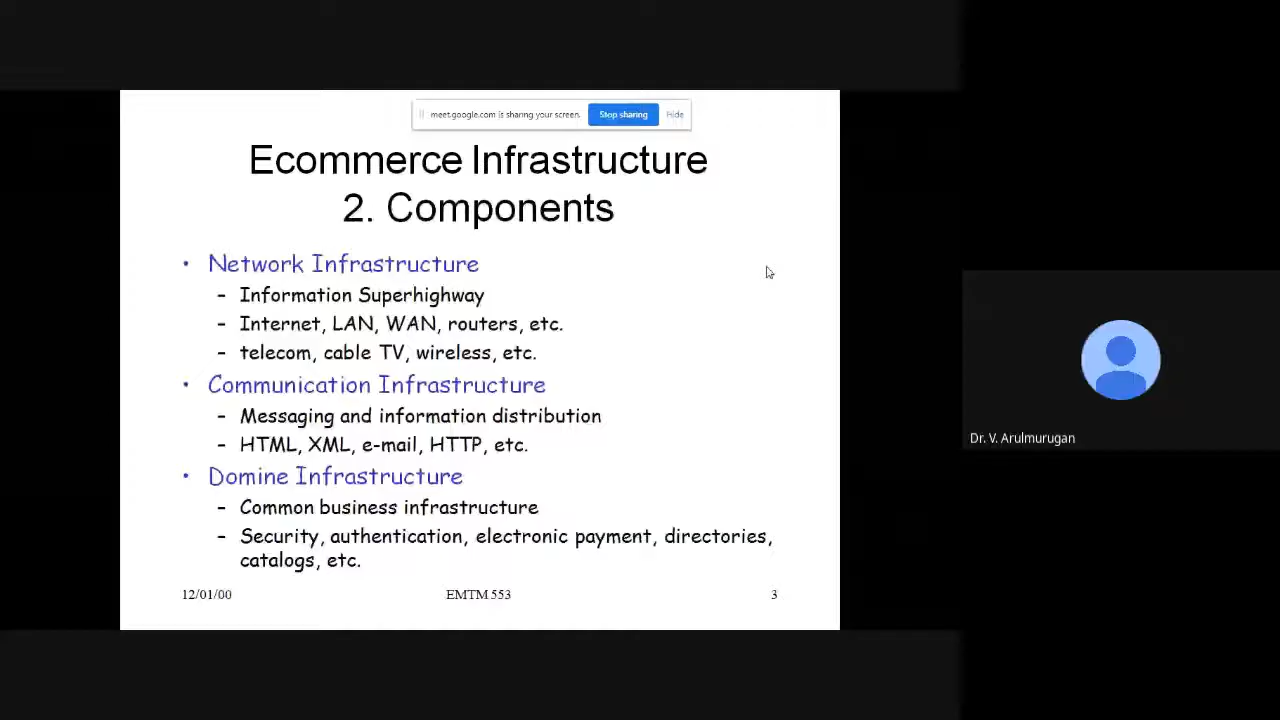 meet.google.com is sharing your screen.
Stop sharing
Hide
Ecommerce Infrastructure
2. Components
• Network Infrastructure
– Information Superhighway
– Internet, LAN, WAN, routers, etc.
– telecom, cable TV, wireless, etc.
• Communication Infrastructure
– Messaging and information distribution
– HTML, XML, e-mail, HTTP, etc.
• Domine Infrastructure
– Common business infrastructure
– Security, authentication, electronic payment, directories,
catalogs, etc.
12/01/00
EMTM 553
3
Dr. V. Arulmurugan